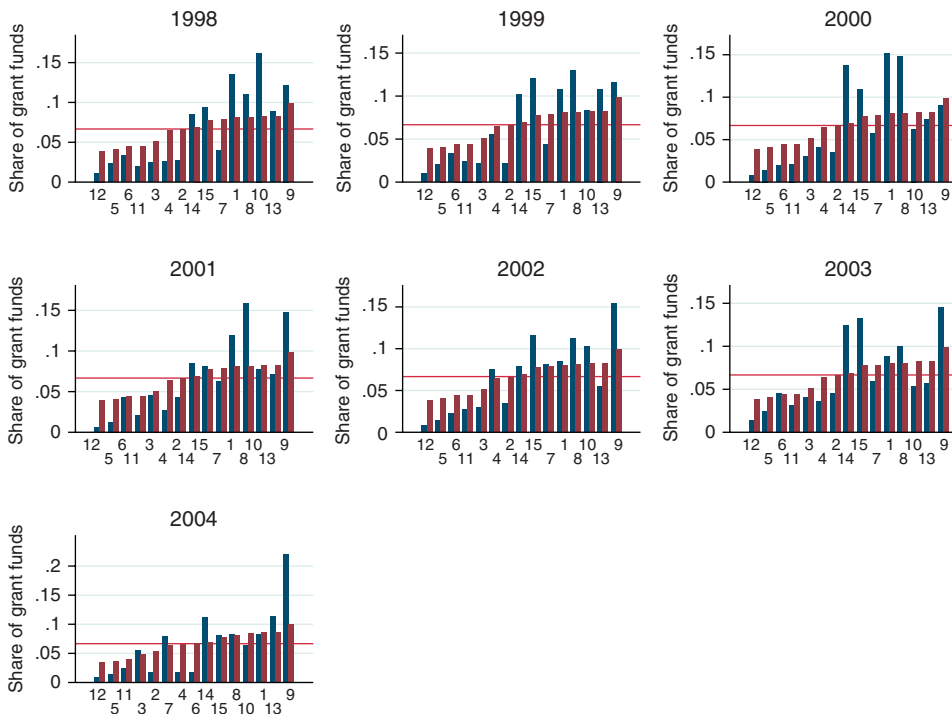 1998
1999
2000
Share of grant funds
.15
.1
.05
0
12 6 3 2 15 1 10 9
5 11 4 14 7 8 13
Share of grant funds
.15
.1
.05
0
12 6 3 2 15 1 10 9
5 11 4 14 7 8 13
Share of grant funds
.15
.1
.05
0
12 6 3 2 15 1 10 9
5 11 4 14 7 8 13
2001
2002
2003
Share of grant funds
.15
.1
.05
0
12 6 3 2 15 1 10 9
5 11 4 14 7 8 13
Share of grant funds
.15
.1
.05
0
12 6 3 2 15 1 10 9
5 11 4 14 7 8 13
Share of grant funds
.15
.1
.05
0
12 6 3 2 15 1 10 9
5 11 4 14 7 8 13
2004
Share of grant funds
.2
.15
.1
.05
0
12 11 2 4 14 8 1 9
5 3 7 6 15 10 13